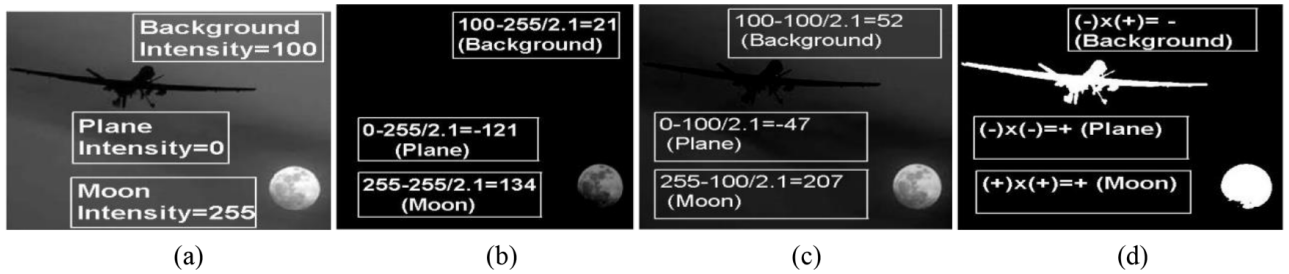 Background
Intensity=100
Plane
Intensity=0
Moon
Intensity=255
100-255/2.1=21
(Background)
0-255/2.1=-121
(Plane)
255-255/2.1=134
(Moon)
100-100/2.1=52
(Background)
0-100/2.1=-47
(Plane)
255-100/2.1=207
(Moon)
(-)x(+)= -
(Background)
(-)x(-)=+ (Plane)
(+)x(+)=+ (Moon)
(a)
(b)
(c)
(d)